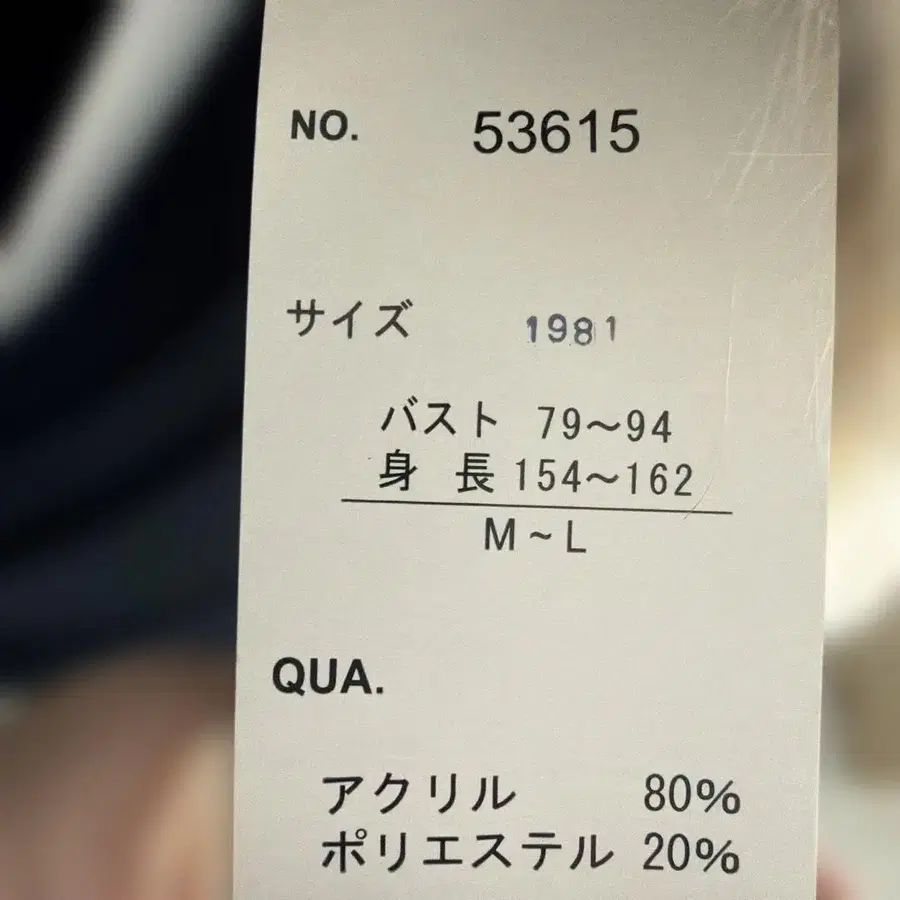 NO. 53615
サイズ 1981
バスト 79～94
身 長 154～162
M～L
QUA.
アクリル 80%
ポリエステル 20%